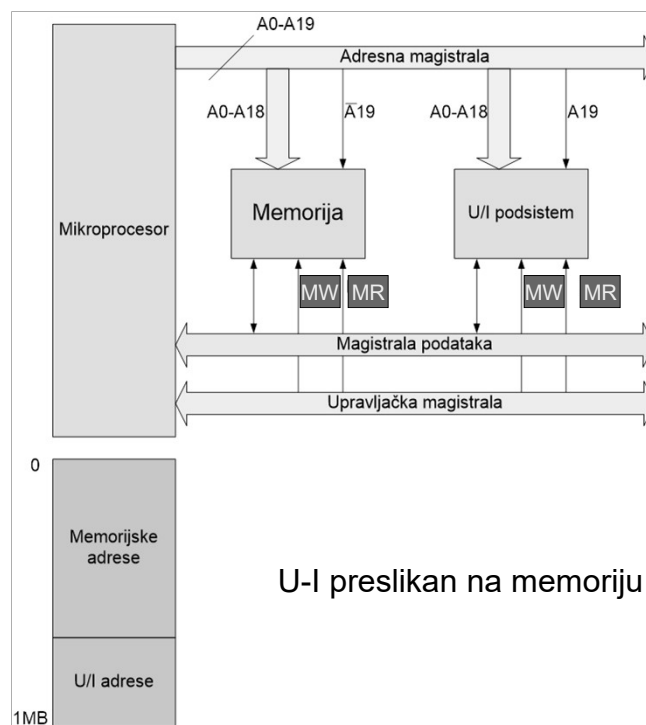 A0-A19
Adresna magistrala
A0-A18
A̅19
A0-A18
A19
Mikroprocesor
Memorija
U/I podsistem
MW
MR
MW
MR
Magistrala podataka
Upravljačka magistrala
0
Memorijske
adrese
U-I preslikan na memoriju
U/I adrese
1MB